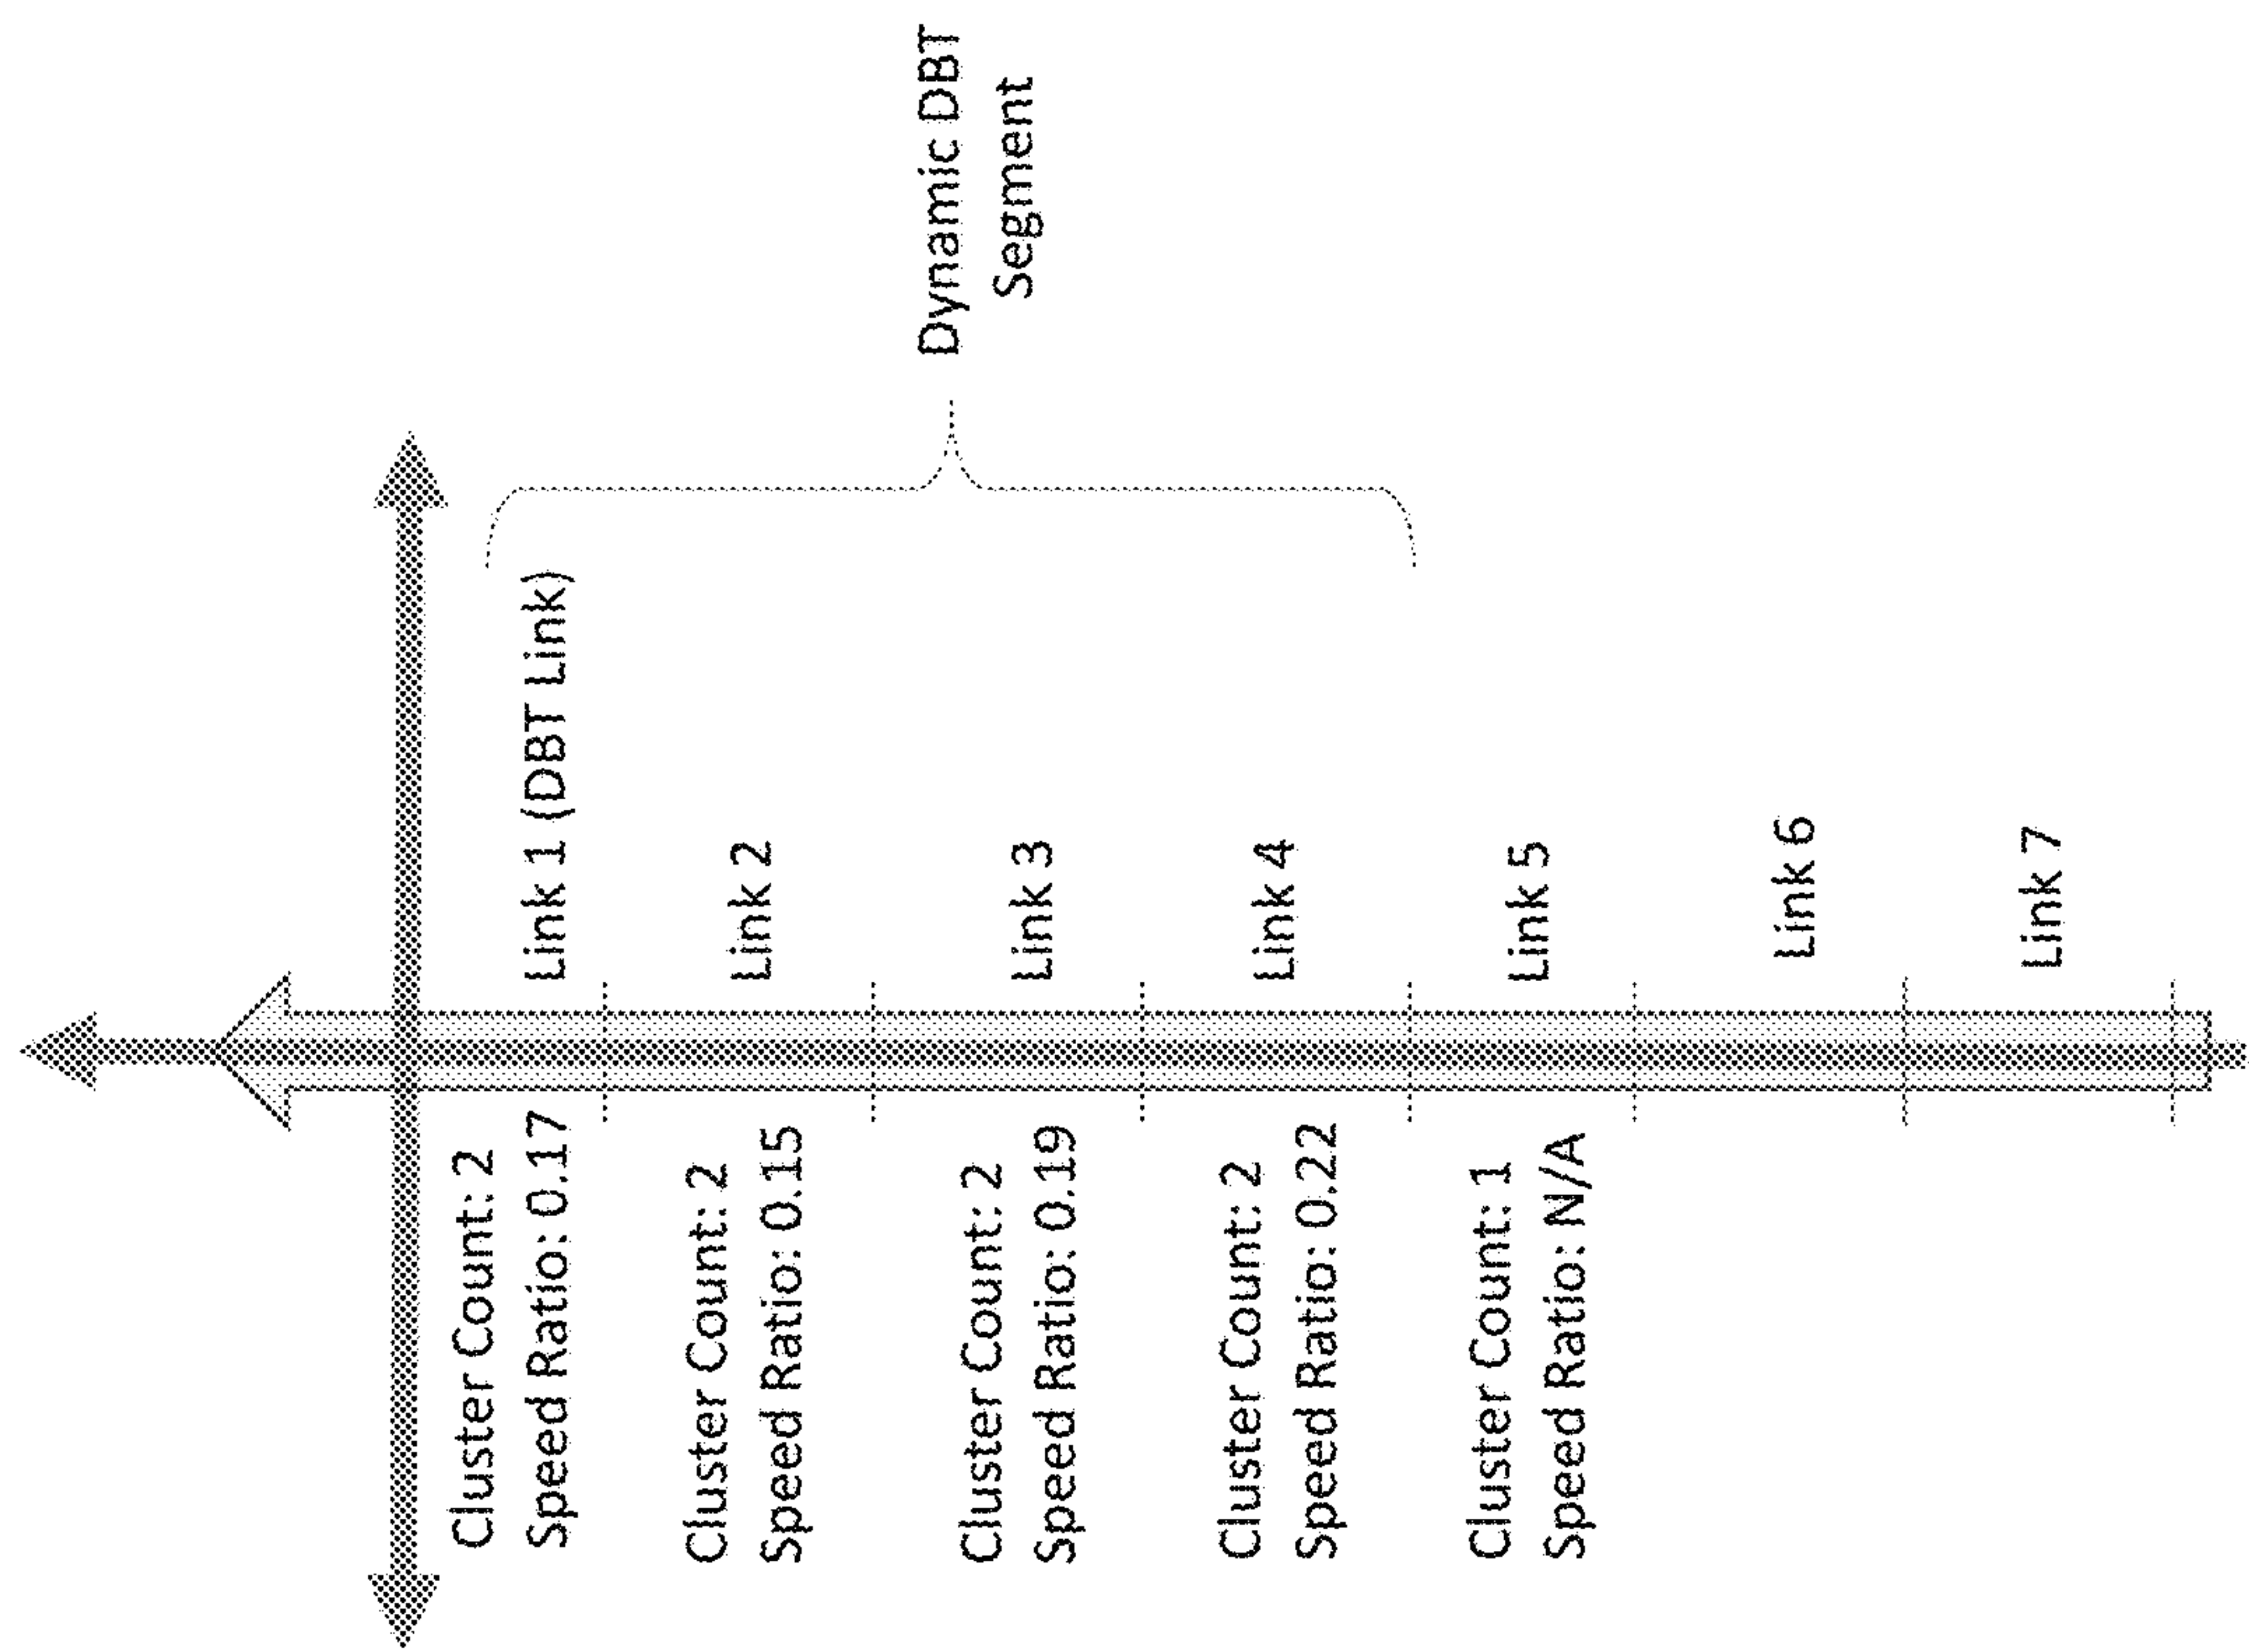 Cluster Count: 2
Speed Ratio: 0.17
Link 1 (DBT Link)
Cluster Count: 2
Speed Ratio: 0.15
Link 2
Cluster Count: 2
Speed Ratio: 0.19
Link 3
Cluster Count: 2
Speed Ratio: 0.22
Link 4
Cluster Count: 1
Speed Ratio: N/A
Link 5
Link 6
Link 7
Dynamic DBT
Segment